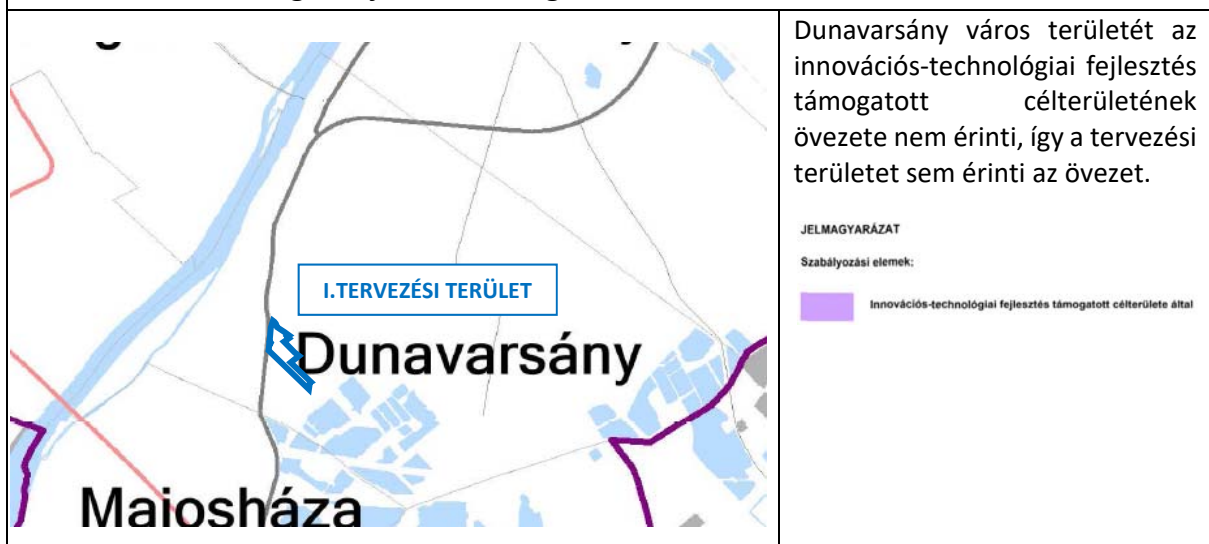 I.TERVEZÉSI TERÜLET
Dunavarsány
Majosháza
Dunavarsány város területét az
innovációs-technológiai fejlesztés
támogatott célterületének
övezete nem érinti, így a tervezési
területet sem érinti az övezet.
JELMAGYARÁZAT
Szabályozási elemek:
Innovációs-technológiai fejlesztés támogatott célterülete által